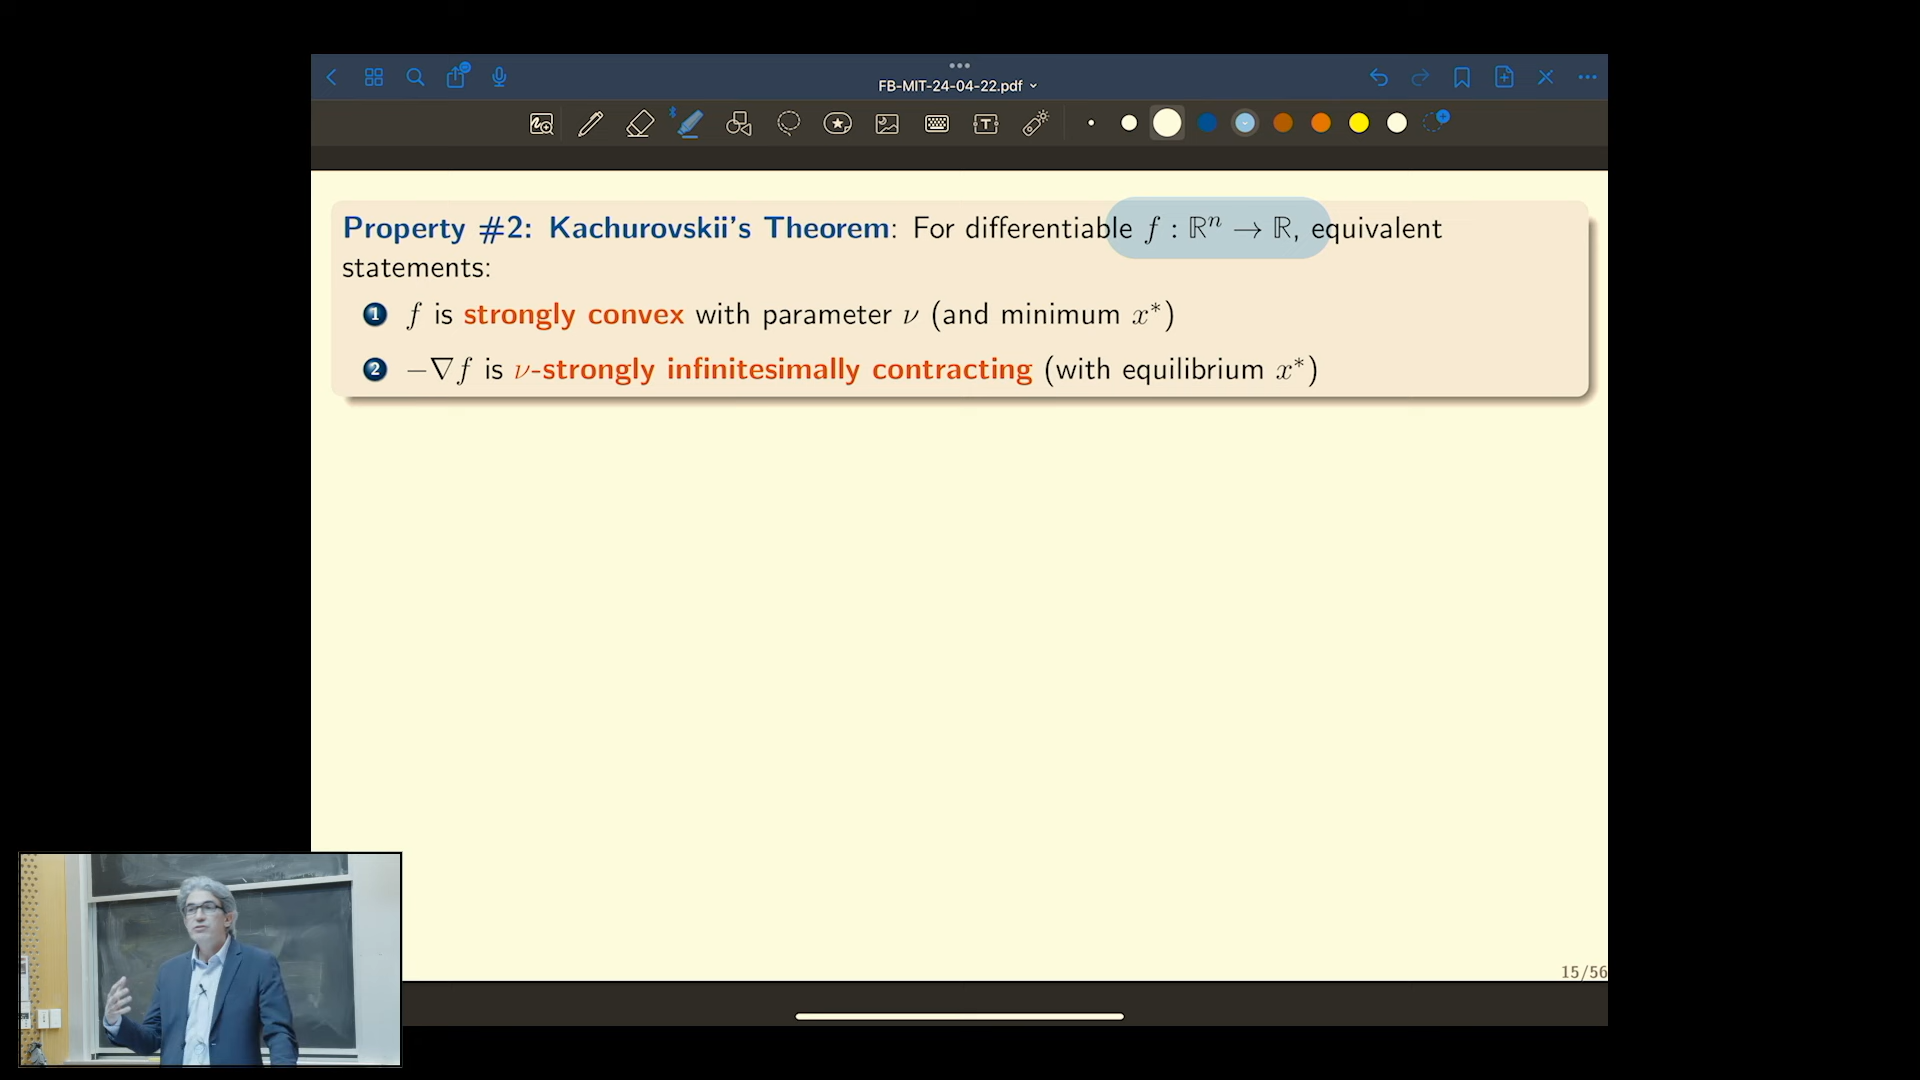 FB-MIT-24-04-22.pdf
Property #2: Kachurovskii's Theorem: For differentiable f : ℝⁿ → ℝ, equivalent
statements:
1 f is strongly convex with parameter ν (and minimum x*)
2 −∇f is ν-strongly infinitesimally contracting (with equilibrium x*)
15/56